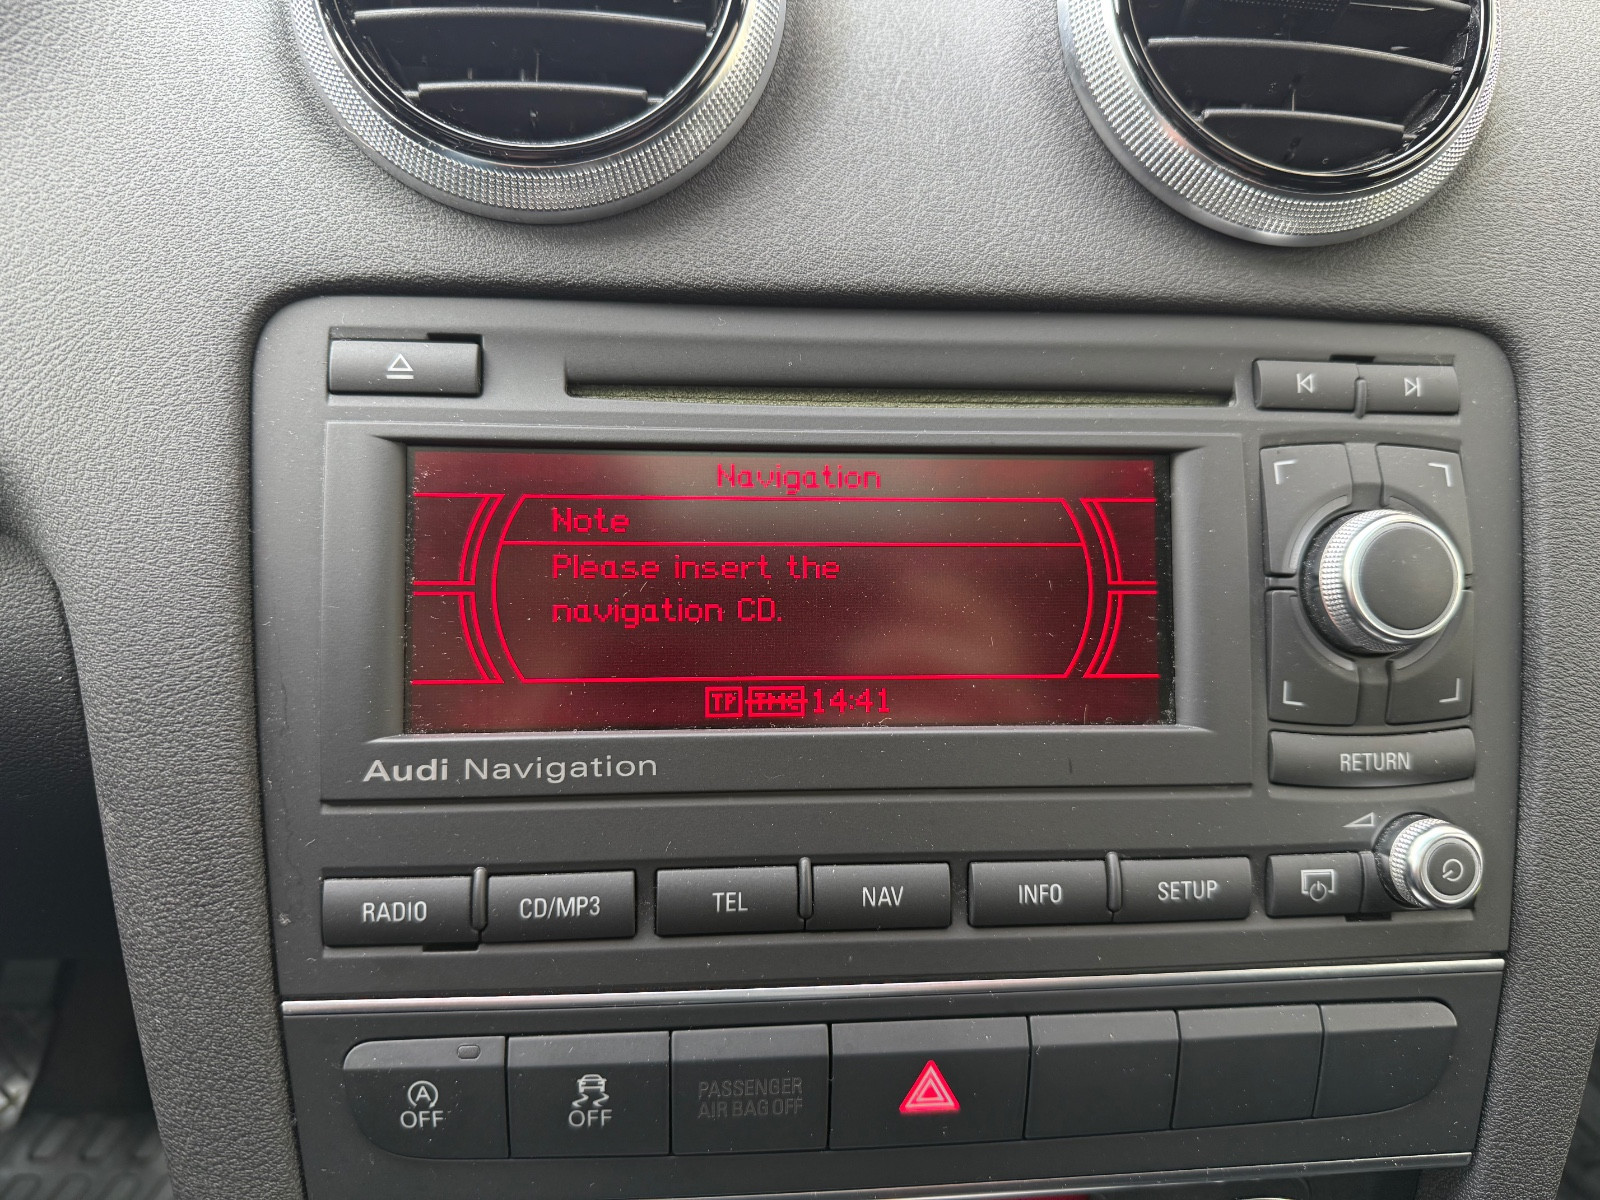 Navigation
Note
Please insert the
navigation CD.
TP TMC 14:41
Audi Navigation
RETURN
RADIO CD/MP3 TEL NAV INFO SETUP
A
OFF
OFF
PASSENGER
AIR BAG OFF